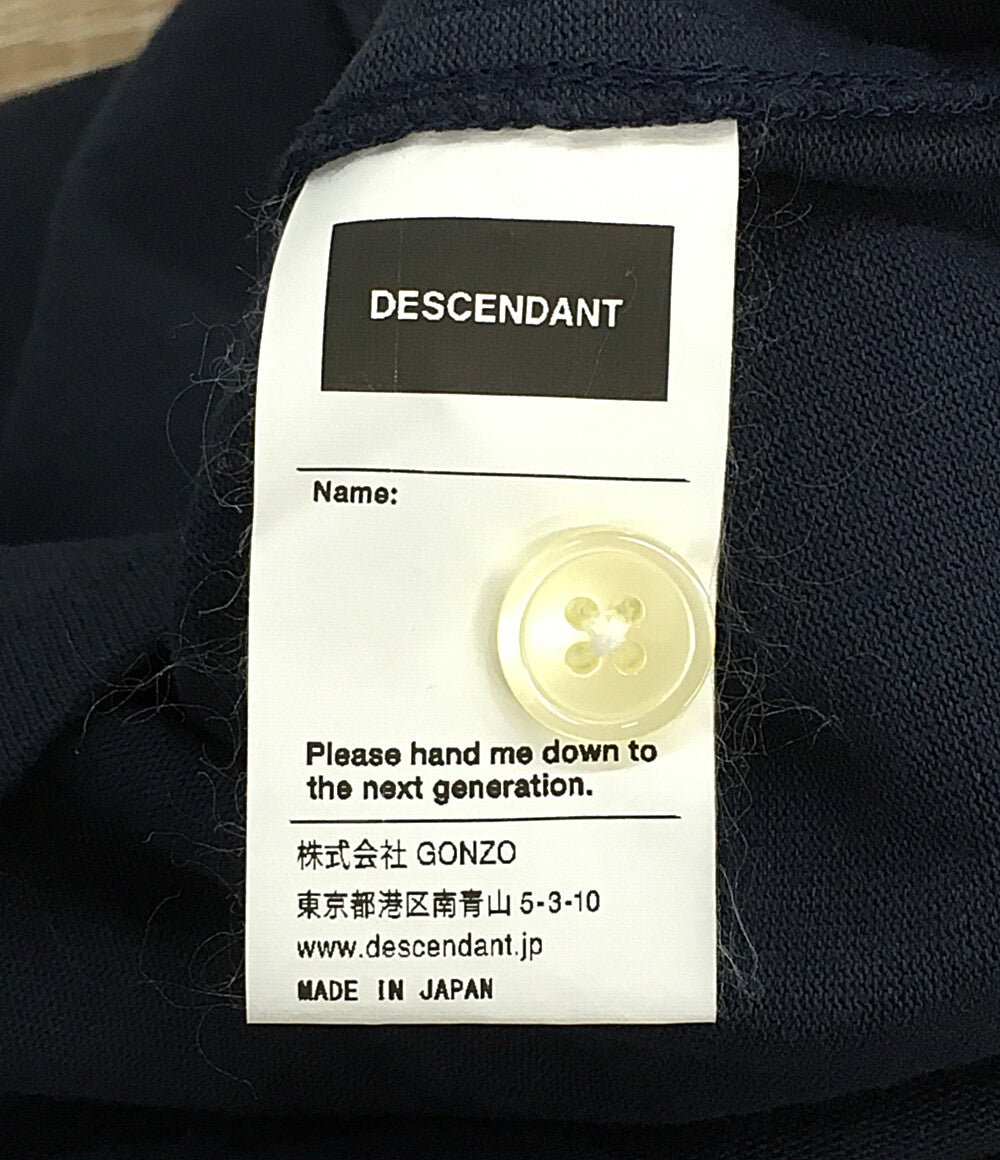 DESCENDANT
Name:
Please hand me down to
the next generation.
株式会社 GONZO
東京都港区南青山 5-3-10
www.descendant.jp
MADE IN JAPAN